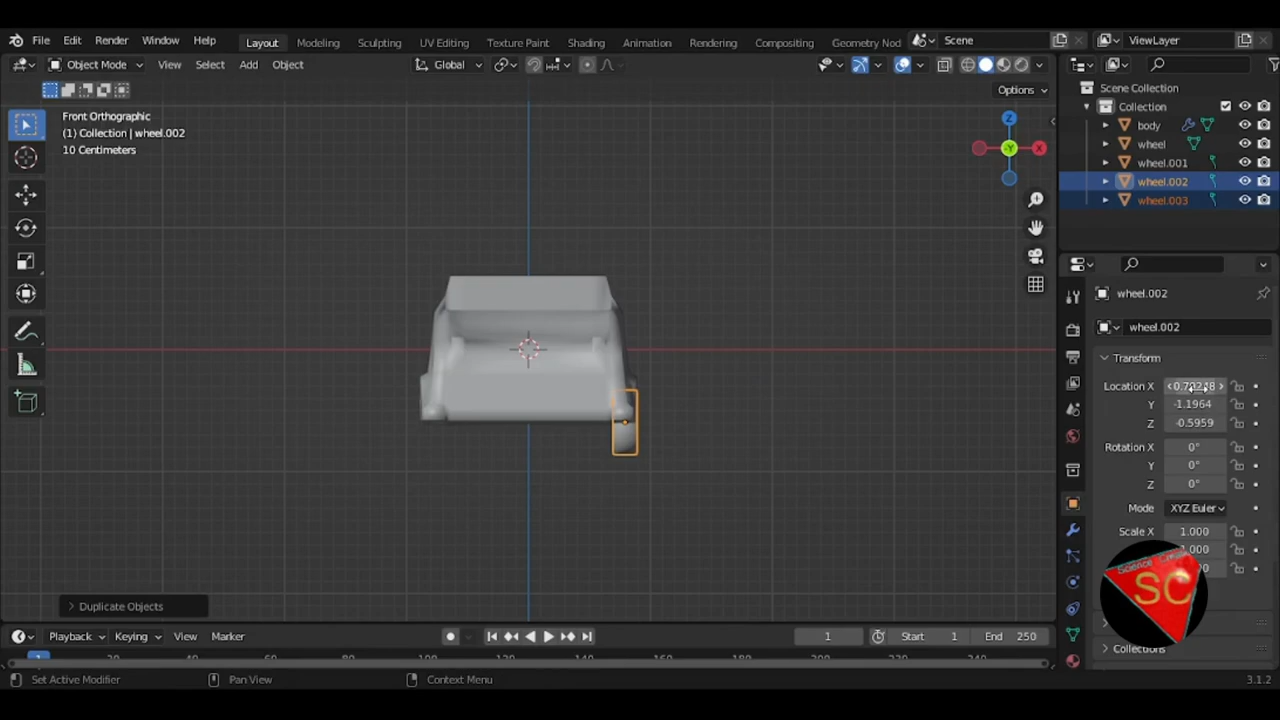 File Edit Render Window Help
Layout Modeling Sculpting UV Editing Texture Paint Shading Animation Rendering Compositing Geometry Nod
Scene
ViewLayer
Object Mode View Select Add Object
Global
Options
Front Orthographic
(1) Collection | wheel.002
10 Centimeters
Z
Y
X
Scene Collection
Collection
body
wheel
wheel.001
wheel.002
wheel.003
wheel.002
wheel.002
Transform
Location X
Y -1.1964
Z -0.5959
Rotation X 0°
Y 0°
Z 0°
Mode XYZ Euler
Scale X 1.000
SC
Collections
Duplicate Objects
Playback Keying View Marker
1 Start 1 End 250
Set Active Modifier Pan View Context Menu
3.1.2